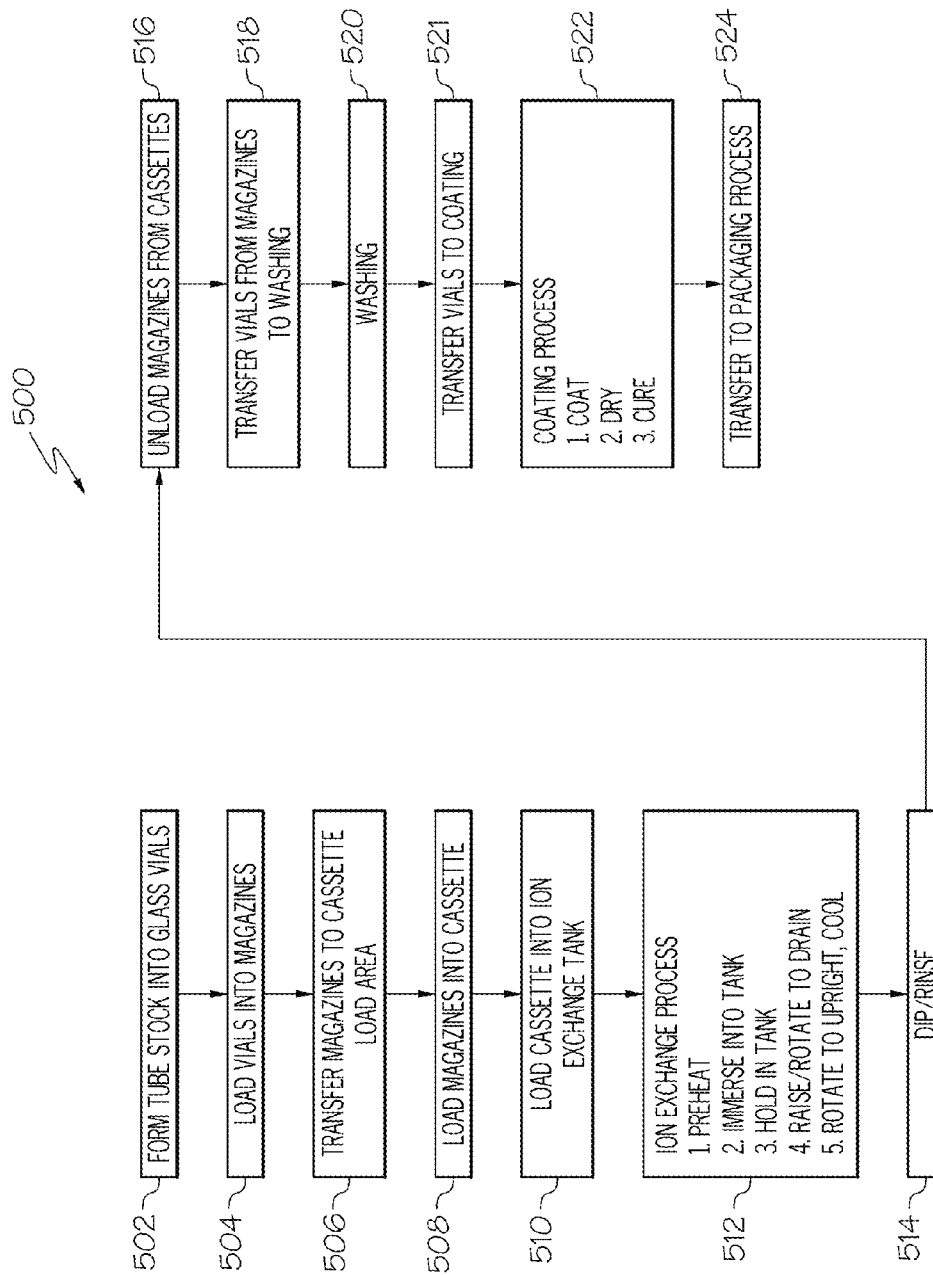 500
502
FORM TUBE STOCK INTO GLASS VIALS
504
LOAD VIALS INTO MAGAZINES
506
TRANSFER MAGAZINES TO CASSETTE
LOAD AREA
508
LOAD MAGAZINES INTO CASSETTE
510
LOAD CASSETTE INTO ION
EXCHANGE TANK
512
ION EXCHANGE PROCESS
1. PREHEAT
2. IMMERSE INTO TANK
3. HOLD IN TANK
4. RAISE/ROTATE TO DRAIN
5. ROTATE TO UPRIGHT, COOL
514
DIP/RINSE
UNLOAD MAGAZINES FROM CASSETTES
516
TRANSFER VIALS FROM MAGAZINES
TO WASHING
518
WASHING
520
TRANSFER VIALS TO COATING
521
COATING PROCESS
1. COAT
2. DRY
3. CURE
522
TRANSFER TO PACKAGING PROCESS
524